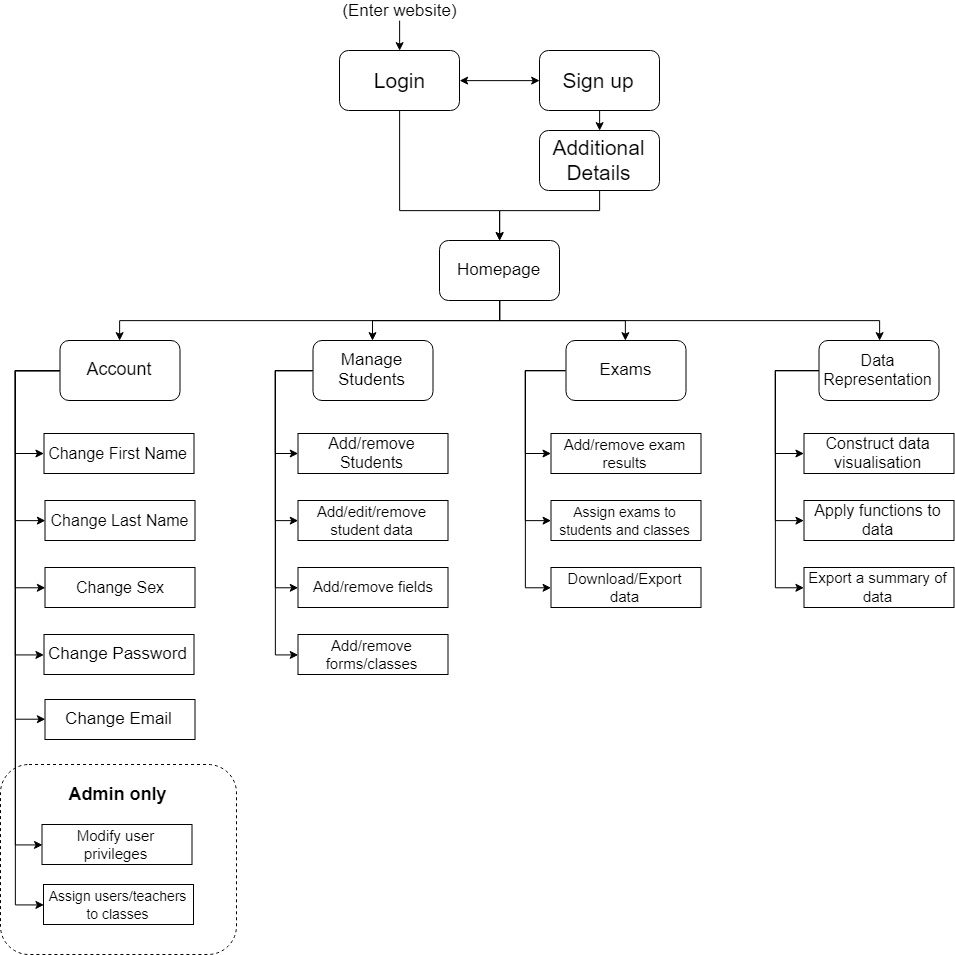 (Enter website)
Login
Sign up
Additional
Details
Homepage
Account
Manage
Students
Exams
Data
Representation
Change First Name
Add/remove
Students
Add/remove exam
results
Construct data
visualisation
Change Last Name
Add/edit/remove
student data
Assign exams to
students and classes
Apply functions to
data
Change Sex
Add/remove fields
Download/Export
data
Export a summary of
data
Change Password
Add/remove
forms/classes
Change Email
Admin only
Modify user
privileges
Assign users/teachers
to classes